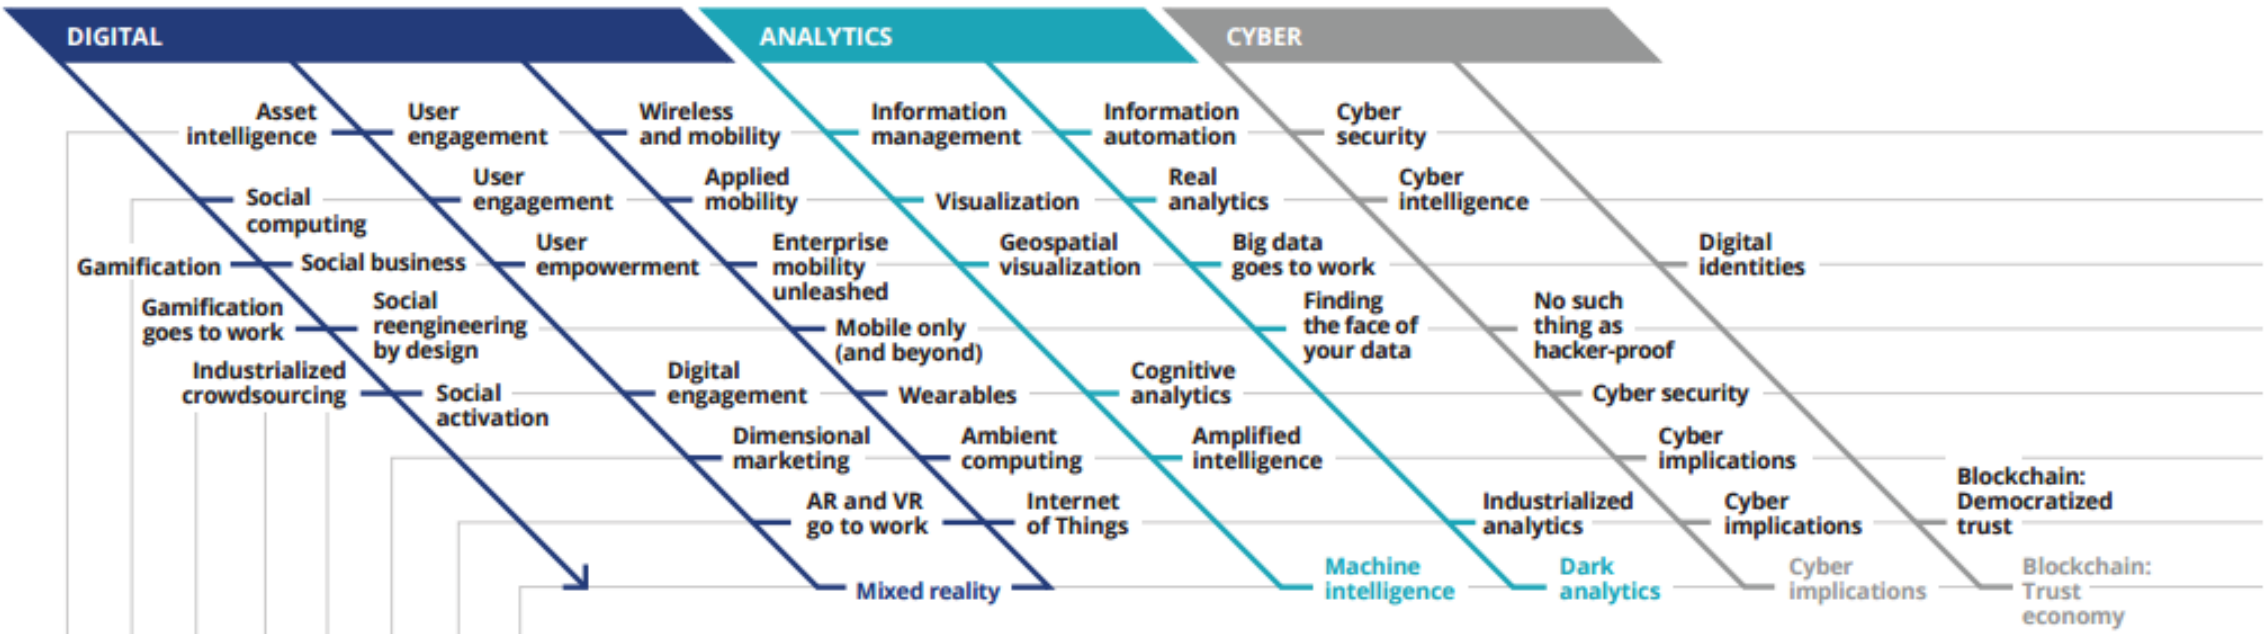 DIGITAL
ANALYTICS
CYBER
Asset
intelligence
User
engagement
Wireless
and mobility
Information
management
Information
automation
Cyber
security
Social
computing
User
engagement
Applied
mobility
Visualization
Real
analytics
Cyber
intelligence
Gamification
Social business
User
empowerment
Enterprise
mobility
unleashed
Geospatial
visualization
Big data
goes to work
Digital
identities
Gamification
goes to work
Social
reengineering
by design
Mobile only
(and beyond)
Finding
the face of
your data
No such
thing as
hacker-proof
Industrialized
crowdsourcing
Social
activation
Digital
engagement
Wearables
Cognitive
analytics
Cyber security
Dimensional
marketing
Ambient
computing
Amplified
intelligence
Cyber
implications
AR and VR
go to work
Internet
of Things
Industrialized
analytics
Cyber
implications
Blockchain:
Democratized
trust
Mixed reality
Machine
intelligence
Dark
analytics
Cyber
implications
Blockchain:
Trust
economy